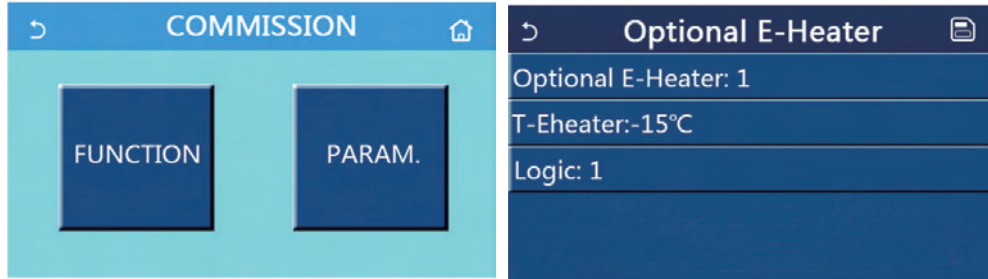 COMMISSION
FUNCTION
PARAM.
Optional E-Heater
Optional E-Heater: 1
T-Eheater:-15℃
Logic: 1